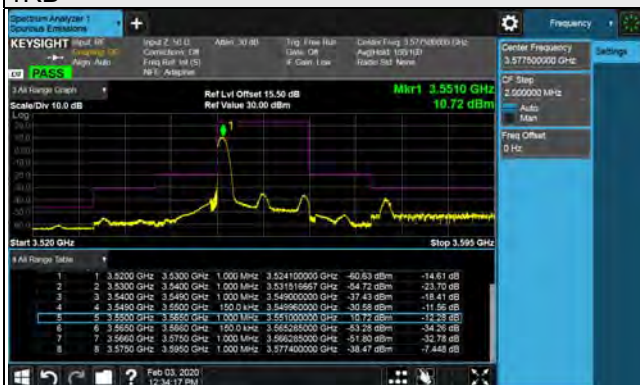 Spectrum Analyzer 1
Spurious Emissions
Frequency
KEYSIGHT Input: RF
Coupling: DC
Align: Auto
Input Z: 50 Ω
Corrections: Off
Freq Ref: Int (S)
NFE: Adaptive
Atten: 30 dB
Trig: Free Run
Gate: Off
IF Gain: Low
Center Freq: 3.577500000 GHz
Avg|Hold: 100/100
Radio Std: None
PASS
Center Frequency
3.577500000 GHz
Settings
CF Step
2.000000 MHz
Auto
Man
Freq Offset
0 Hz
3 All Range Graph
Scale/Div 10.0 dB
Ref Lvl Offset 15.50 dB
Ref Value 30.00 dBm
Mkr1 3.5510 GHz
10.72 dBm
Log
1
Start 3.520 GHz
Stop 3.595 GHz
All Range Table
1 1 3.5200 GHz 3.5300 GHz 1.000 MHz 3.524100000 GHz -60.63 dBm -14.61 dB
2 2 3.5300 GHz 3.5400 GHz 1.000 MHz 3.531516667 GHz -54.72 dBm -23.70 dB
3 3 3.5400 GHz 3.5490 GHz 1.000 MHz 3.549000000 GHz -37.43 dBm -18.41 dB
4 4 3.5490 GHz 3.5500 GHz 150.0 kHz 3.549960000 GHz -30.58 dBm -11.56 dB
5 5 3.5500 GHz 3.5650 GHz 1.000 MHz 3.551000000 GHz 10.72 dBm -12.28 dB
6 6 3.5650 GHz 3.5660 GHz 150.0 kHz 3.565265000 GHz -53.28 dBm -34.26 dB
7 7 3.5660 GHz 3.5750 GHz 1.000 MHz 3.566285000 GHz -51.80 dBm -32.78 dB
8 8 3.5750 GHz 3.5950 GHz 1.000 MHz 3.577400000 GHz -38.47 dBm -7.448 dB
Feb 03, 2020
12:34:17 PM